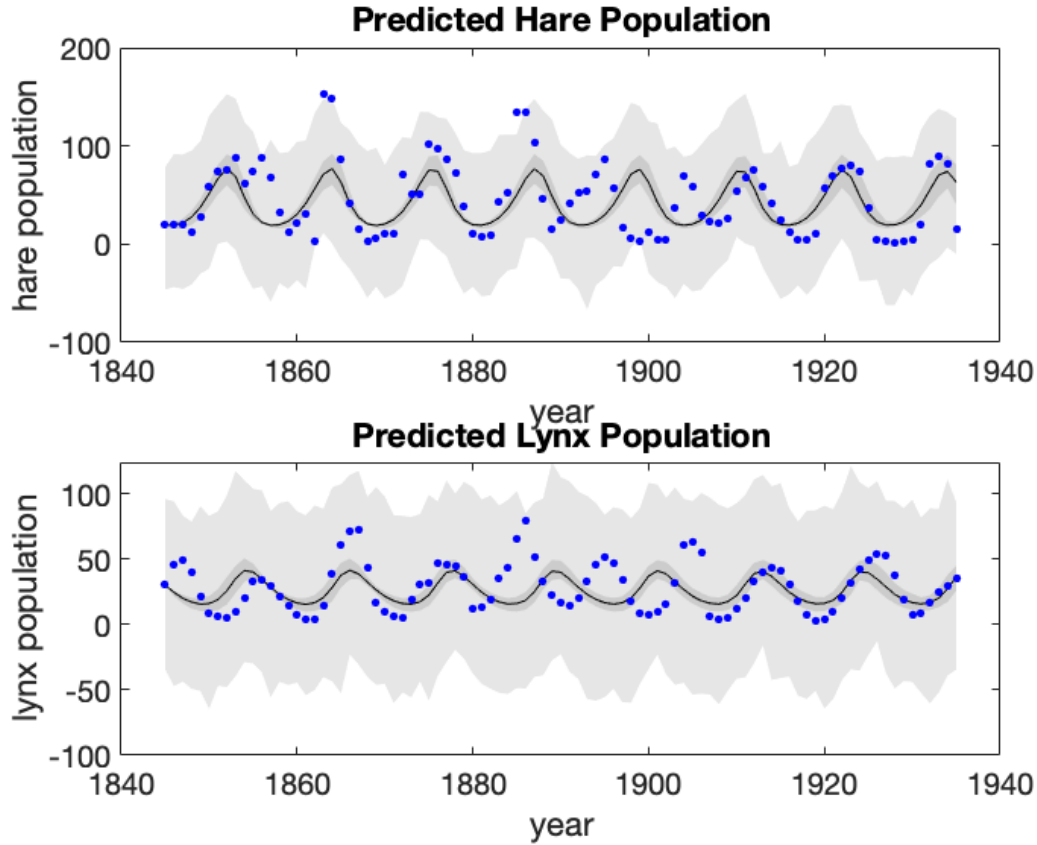 Predicted Hare Population
200
100
0
-100
hare population
1840 1860 1880 1900 1920 1940
year
Predicted Lynx Population
100
50
0
-50
-100
lynx population
1840 1860 1880 1900 1920 1940
year